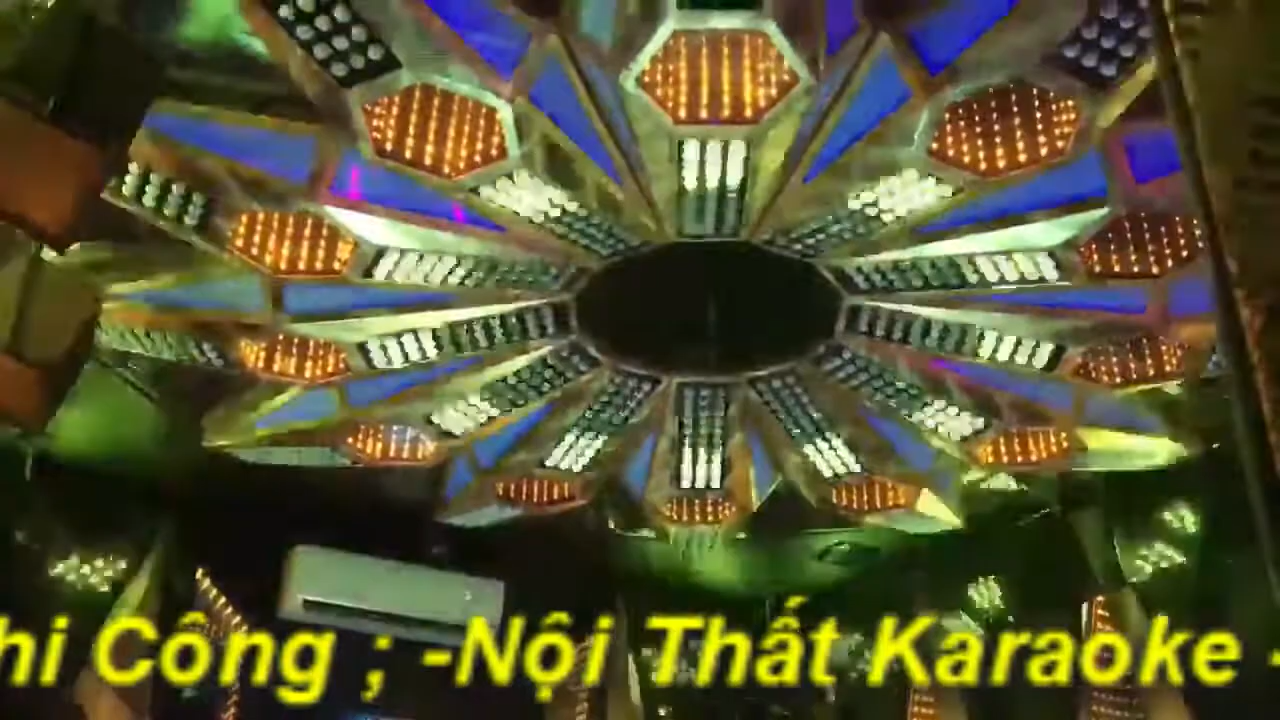 hi Công ; -Nội Thất Karaoke -